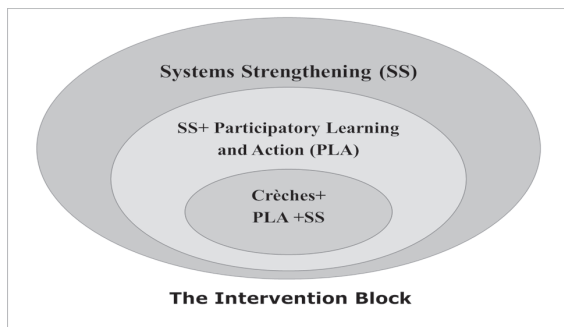 Systems Strengthening (SS)
SS+ Participatory Learning
and Action (PLA)
Crèches+
PLA +SS
The Intervention Block